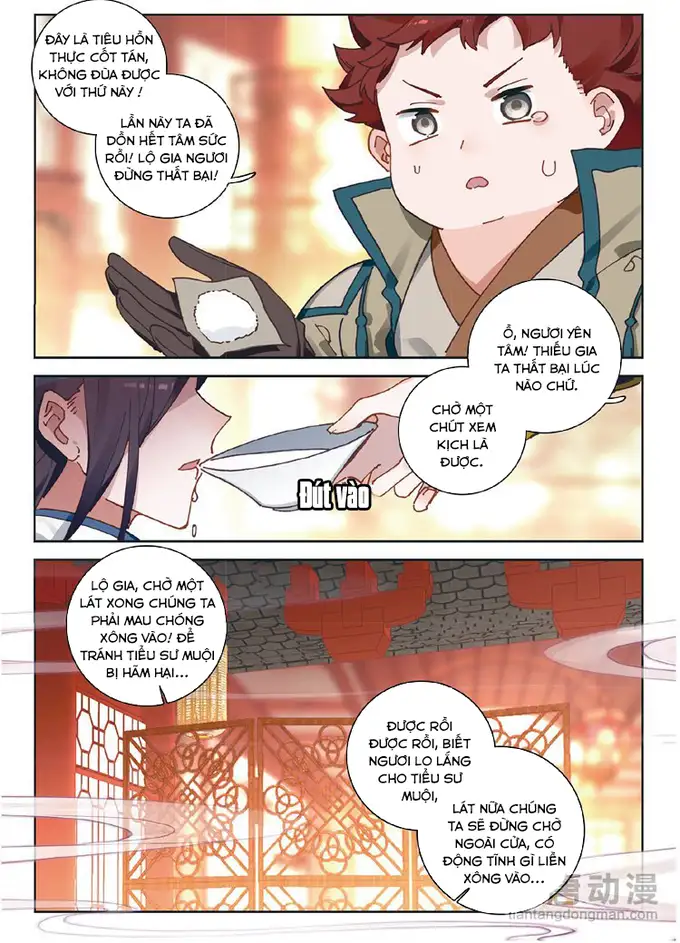 ĐÂY LÀ TIÊU HỒN
THỰC CỐT TÁN,
KHÔNG ĐÙA ĐƯỢC
VỚI THỨ NÀY !
LẦN NÀY TA ĐÃ
DỒN HẾT TÂM SỨC
RỒI! LỘ GIA NGƯƠI
ĐỪNG THẤT BẠI!
Ồ, NGƯƠI YÊN
TÂM! THIẾU GIA
TA THẤT BẠI LÚC
NÀO CHỨ.
CHỜ MỘT
CHÚT XEM
KỊCH LÀ
ĐƯỢC.
Đút vào
LỘ GIA, CHỜ MỘT
LÁT XONG CHÚNG TA
PHẢI MAU CHÓNG
XÔNG VÀO! ĐỂ
TRÁNH TIỂU SƯ MUỘI
BỊ HÃM HẠI...
ĐƯỢC RỒI
ĐƯỢC RỒI, BIẾT
NGƯƠI LO LẮNG
CHO TIỂU SƯ
MUỘI,
LÁT NỮA CHÚNG
TA SẼ ĐỪNG CHỜ
NGOÀI CỬA, CÓ
ĐỘNG TĨNH GÌ LIỀN
XÔNG VÀO...
动漫
tiantangdongman.com